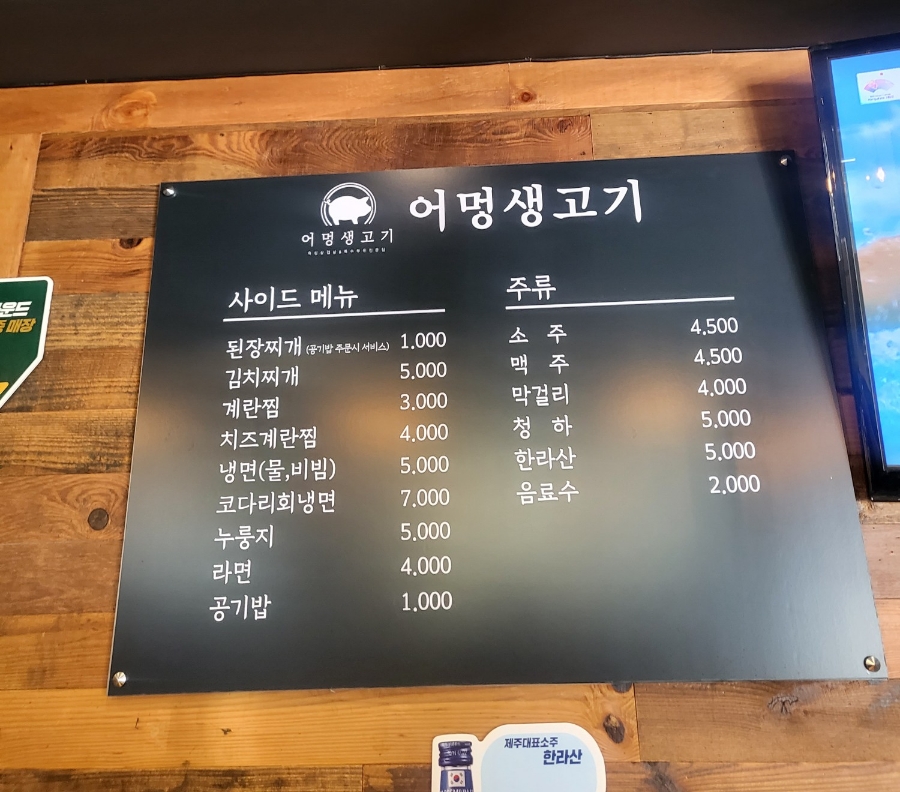 어멍생고기
어멍생고기
사이드 메뉴
된장찌개 (공기밥 주문시 서비스) 1.000
김치찌개 5.000
계란찜 3.000
치즈계란찜 4.000
냉면(물,비빔) 5.000
코다리회냉면 7.000
누룽지 5.000
라면 4.000
공기밥 1.000
주류
소 주 4.500
맥 주 4.500
막걸리 4.000
청 하 5.000
한라산 5.000
음료수 2.000
운드
매장
제주대표소주
한라산